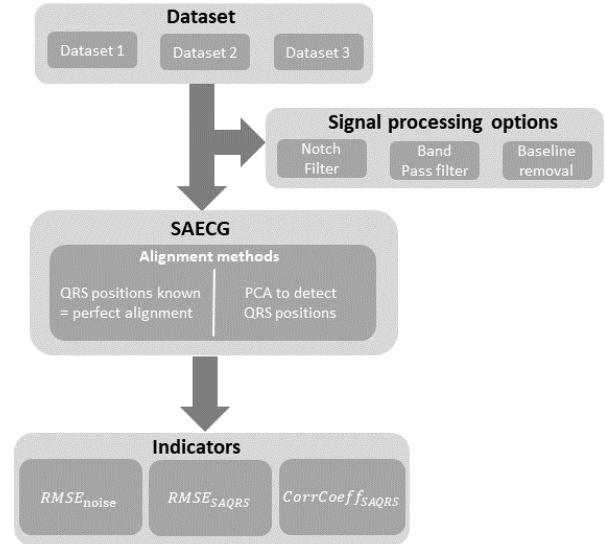 Dataset
Dataset 1
Dataset 2
Dataset 3
Signal processing options
Notch
Filter
Band
Pass filter
Baseline
removal
SAECG
Alignment methods
QRS positions known
= perfect alignment
PCA to detect
QRS positions
Indicators
RMSE_noise
RMSE_SAQRS
CorrCoeff_SAQRS